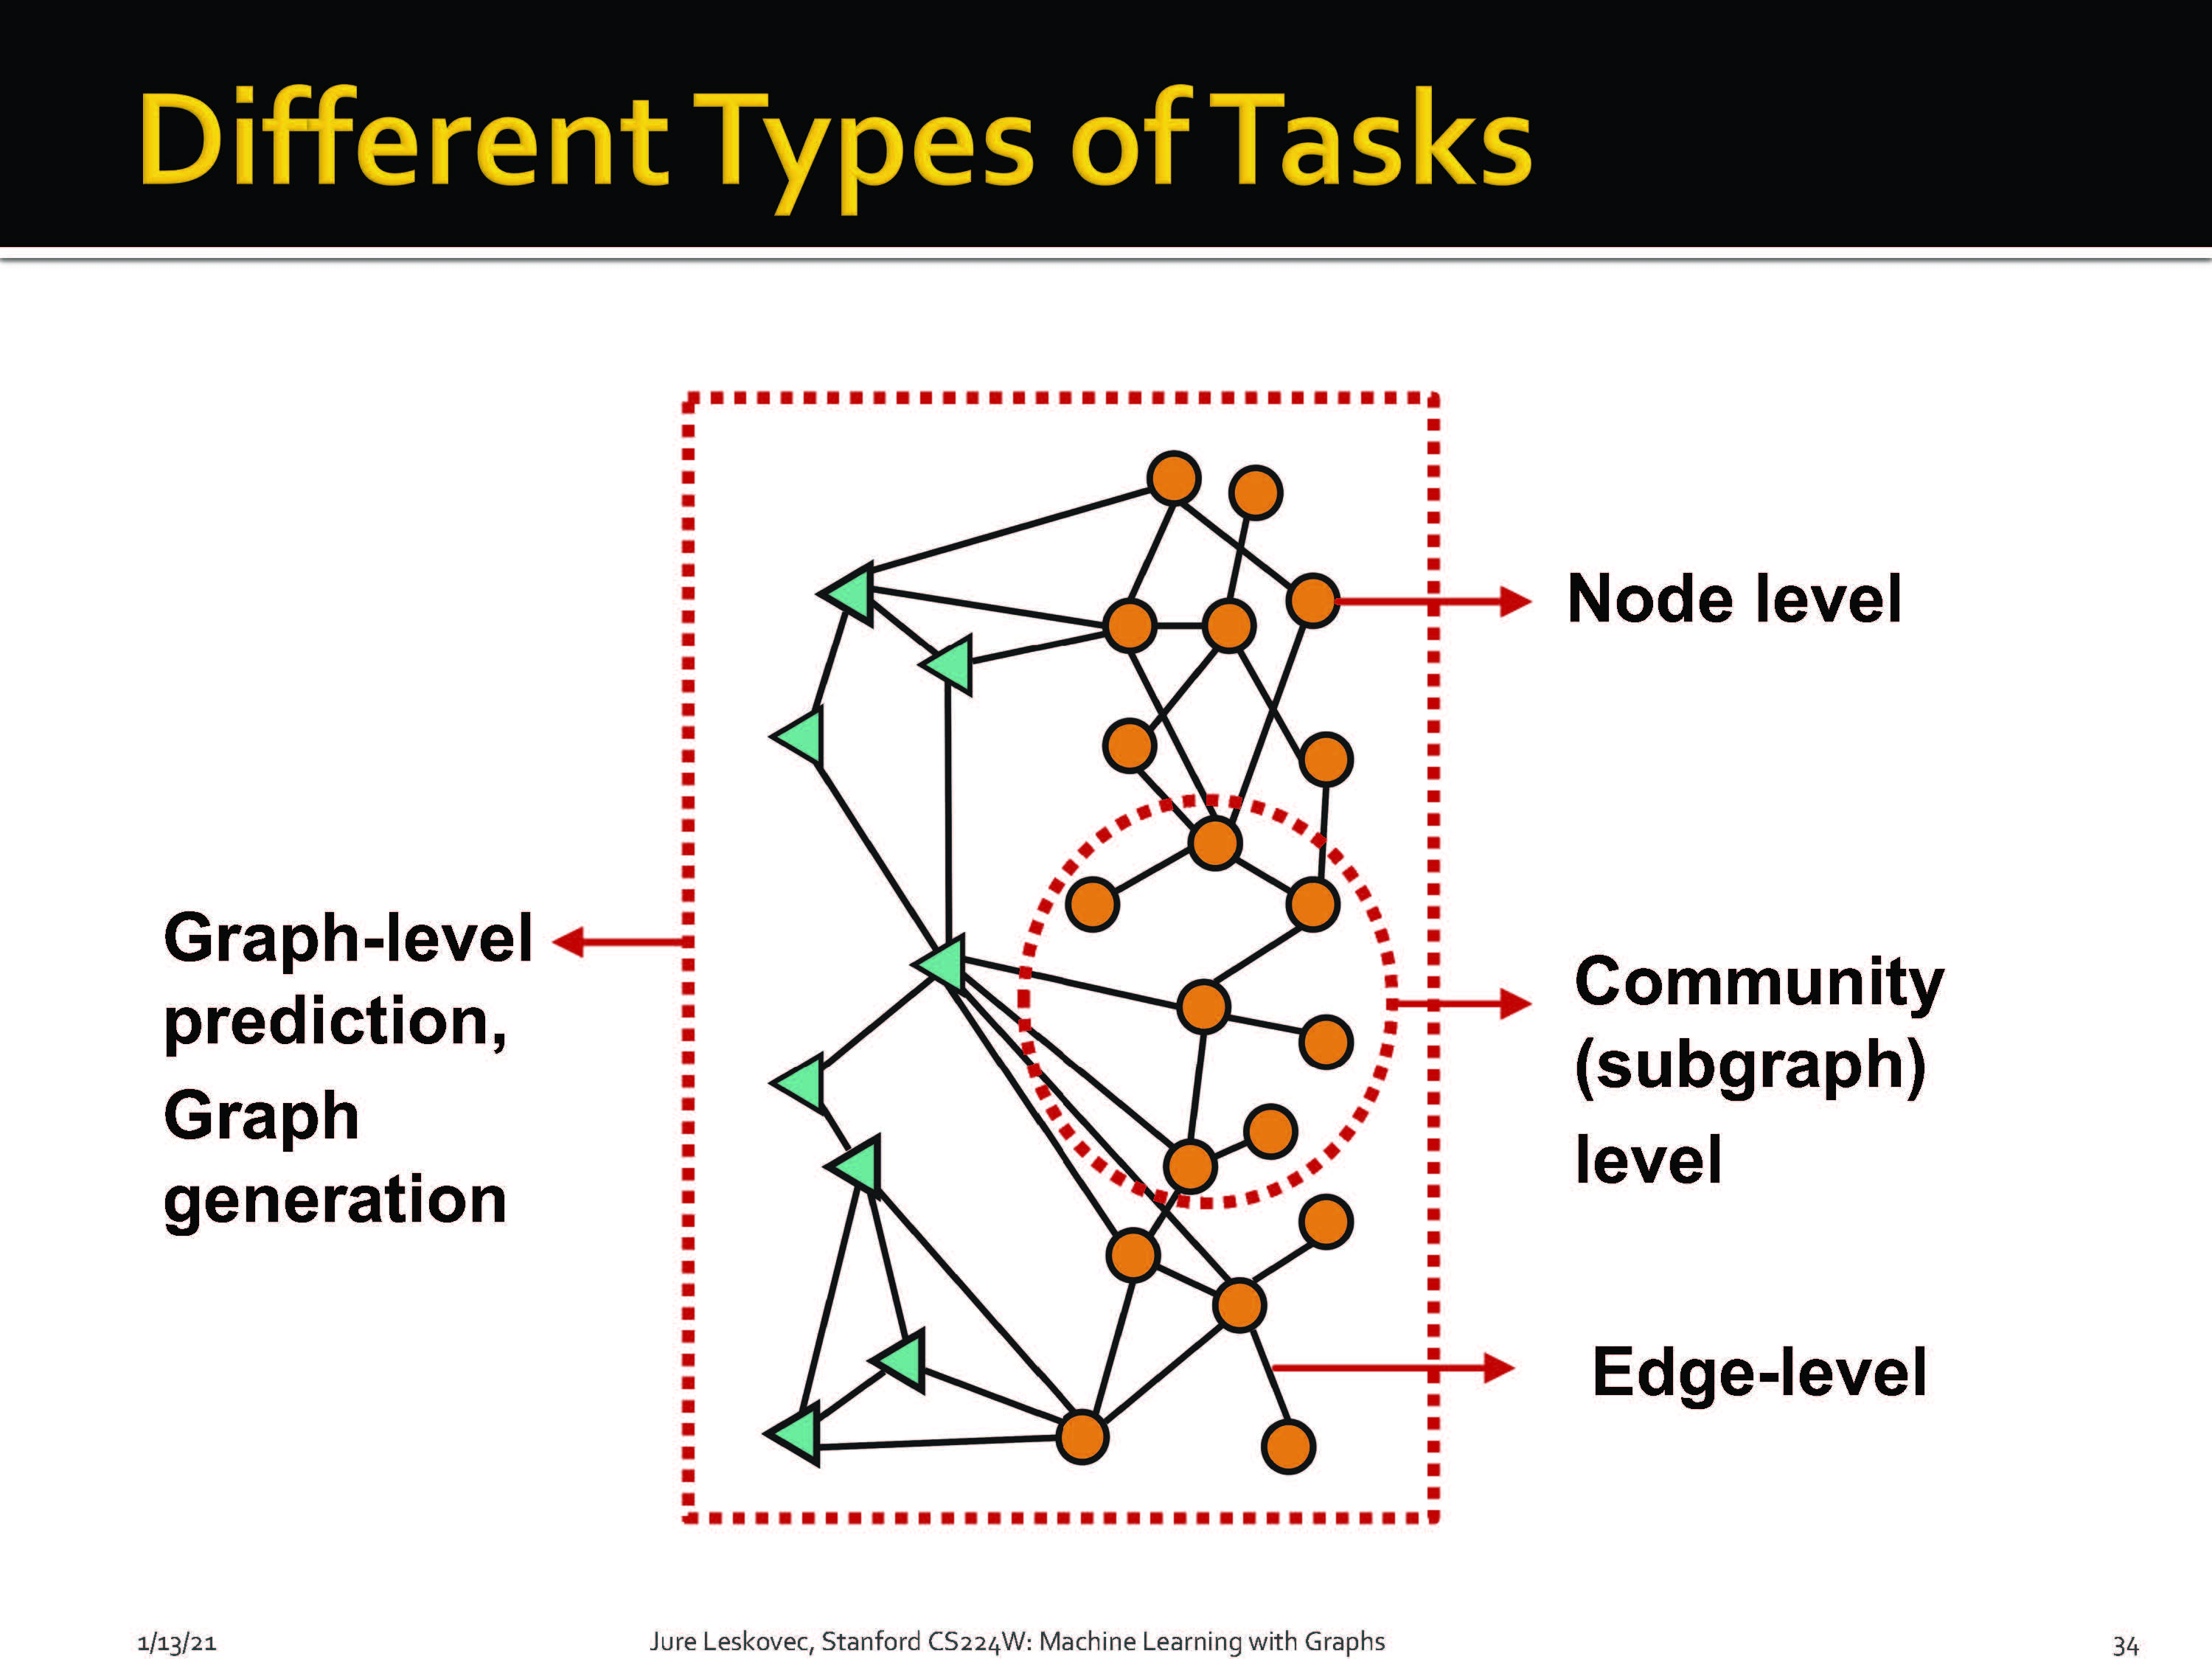 Different Types of Tasks
Node level
Graph-level
prediction,
Graph
generation
Community
(subgraph)
level
Edge-level
1/13/21
Jure Leskovec, Stanford CS224W: Machine Learning with Graphs
34